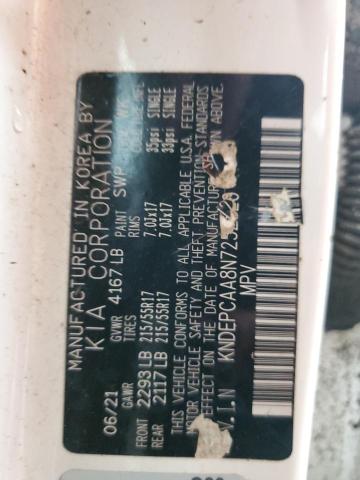 MANUFACTURED IN KOREA BY
KIA CORPORATION
06/21 GVWR 4167 LB PAINT SWP
GAWR TIRES RIMS
FRONT 2293 LB 215/55R17 7.0Jx17 35psi SINGLE
REAR 2117 LB 215/55R17 7.0Jx17 33psi SINGLE
THIS VEHICLE CONFORMS TO ALL APPLICABLE U.S.A. FEDERAL
MOTOR VEHICLE SAFETY AND THEFT PREVENTION STANDARDS
IN EFFECT ON THE DATE OF MANUFACTURE SHOWN ABOVE.
V.I.N KNDEPCAA8N725
MPV